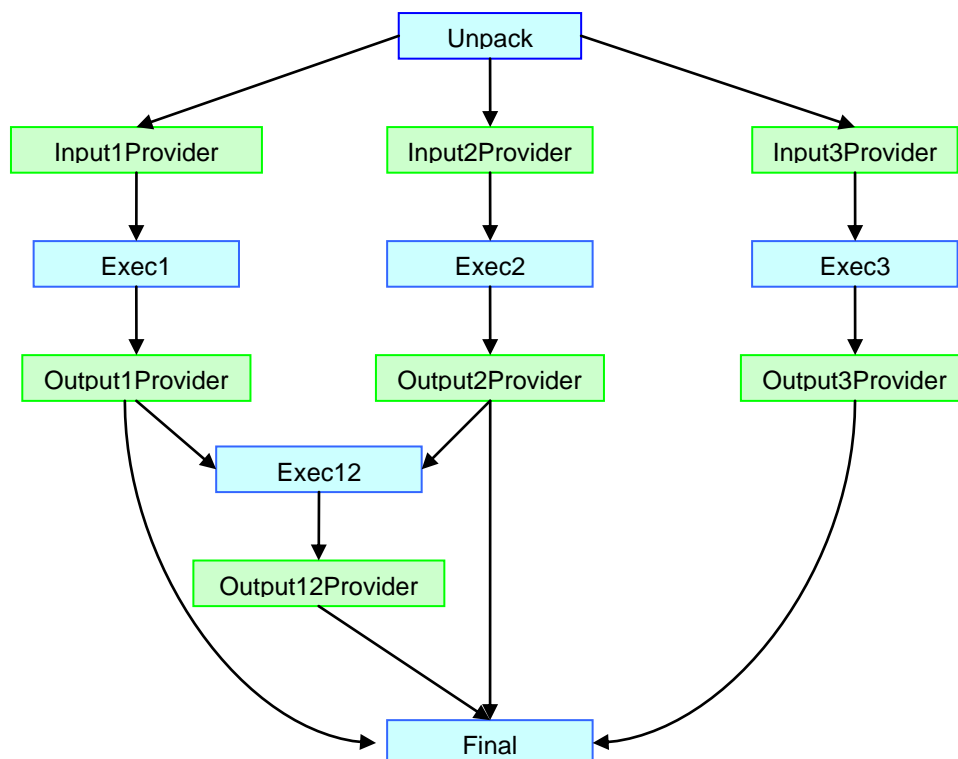 Unpack
Input1Provider
Input2Provider
Input3Provider
Exec1
Exec2
Exec3
Output1Provider
Output2Provider
Output3Provider
Exec12
Output12Provider
Final